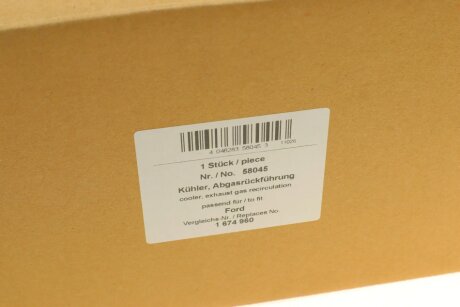 4 046283 58045 3
11026
1 Stück / piece
Nr. / No. 58045
Kühler, Abgasrückführung
cooler, exhaust gas recirculation
passend für / to fit
Ford
Vergleichs-Nr. / Replaces No.
1 674 960